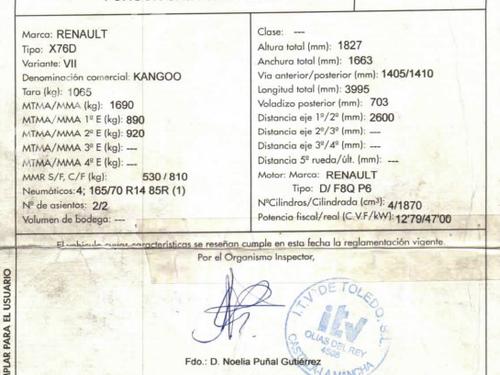 Marca: RENAULT
Tipo: X76D
Variante: VII
Denominación comercial: KANGOO
Tara (kg): 1065
MTMA/MMA (kg): 1690
MTMA/MMA 1º E (kg): 890
MTMA/MMA 2º E (kg): 920
MTMA/MMA 3º E (kg): ---
MTMA/MMA 4º E (kg): ---
MMR S/F, C/F (kg): 530 / 810
Neumáticos: 4; 165/70 R14 85R (1)
Nº de asientos: 2/2
Volumen de bodega: ---
Clase: ---
Altura total (mm): 1827
Anchura total (mm): 1663
Via anterior/posterior (mm): 1405/1410
Longitud total (mm): 3995
Voladizo posterior (mm): 703
Distancia eje 1º/2º (mm): 2600
Distancia eje 2º/3º (mm): ---
Distancia eje 3º/4º (mm): ---
Distancia 5ª rueda/últ. (mm): ---
Motor: Marca: RENAULT
Tipo: D/ F8Q P6
NºCilindros/Cilindrada (cm³): 4/1870
Potencia fiscal/real (C.V.F/kW): 12'79/47'00
El vehículo cuyas características se reseñan cumple en esta fecha la reglamentación vigente.
Por el Organismo Inspector,
I.T.V. DE TOLEDO, S.L.
itv
OLIAS DEL REY
4505
CASTILLA-LA MANCHA
Fdo.: D. Noelia Puñal Gutiérrez
PLAR PARA EL USUARIO